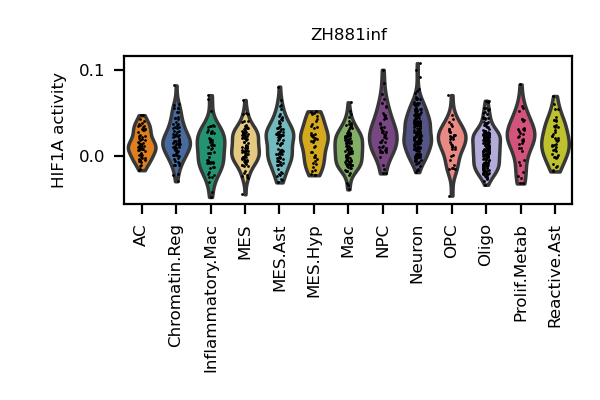 ZH881inf
HIF1A activity
0.1
0.0
AC
Chromatin.Reg
Inflammatory.Mac
MES
MES.Ast
MES.Hyp
Mac
NPC
Neuron
OPC
Oligo
Prolif.Metab
Reactive.Ast